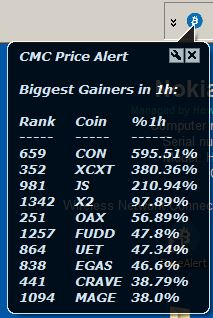 CMC Price Alert
Biggest Gainers in 1h:
Rank Coin %1h
----- ----- -----
659 CON 595.51%
352 XCXT 380.36%
981 JS 210.94%
1342 X2 97.89%
251 OAX 56.89%
1257 FUDD 47.8%
864 UET 47.34%
838 EGAS 46.6%
441 CRAVE 38.79%
1094 MAGE 38.0%